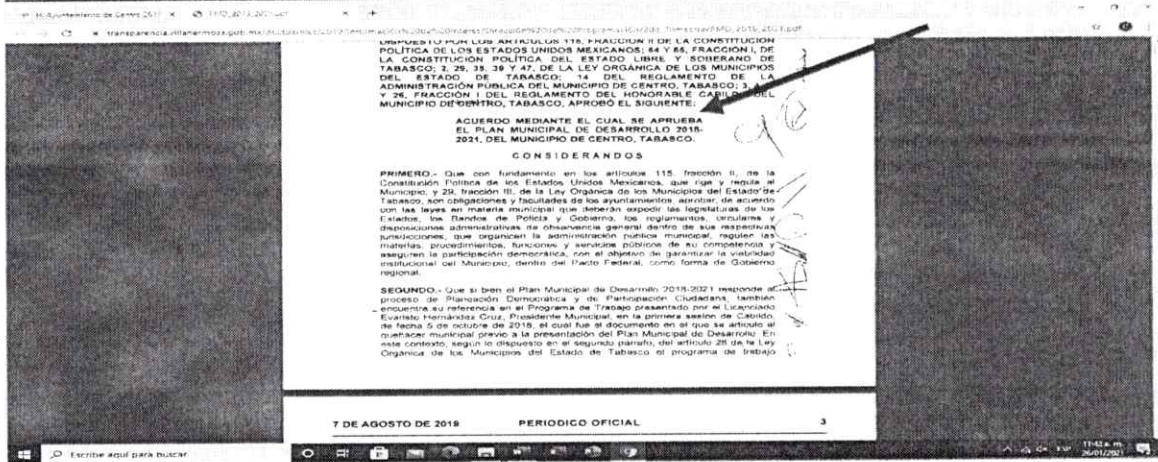 H. Ayuntamiento de Centro 2018
DISPUESTO POR LOS ARTÍCULOS 115, FRACCIÓN II DE LA CONSTITUCIÓN
POLÍTICA DE LOS ESTADOS UNIDOS MEXICANOS; 64 Y 65, FRACCIÓN I, DE
LA CONSTITUCIÓN POLÍTICA DEL ESTADO LIBRE Y SOBERANO DE
TABASCO; 2, 29, 35, 39 Y 47, DE LA LEY ORGÁNICA DE LOS MUNICIPIOS
DEL ESTADO DE TABASCO; 14 DEL REGLAMENTO DE LA
ADMINISTRACIÓN PÚBLICA DEL MUNICIPIO DE CENTRO, TABASCO; 3,
Y 26, FRACCIÓN I DEL REGLAMENTO DEL HONORABLE CABILDO DEL
MUNICIPIO DE CENTRO, TABASCO, APROBÓ EL SIGUIENTE:
ACUERDO MEDIANTE EL CUAL SE APRUEBA
EL PLAN MUNICIPAL DE DESARROLLO 2018-
2021, DEL MUNICIPIO DE CENTRO, TABASCO.
CONSIDERANDOS
PRIMERO.- Que con fundamento en los artículos 115, fracción II, de la
Constitución Política de los Estados Unidos Mexicanos, que rige y regula al
Municipio, y 29, fracción III, de la Ley Orgánica de los Municipios del Estado de
Tabasco, son obligaciones y facultades de los ayuntamientos, aprobar, de acuerdo
con las leyes en materia municipal que deberán expedir las legislaturas de los
Estados, los Bandos de Policía y Gobierno, los reglamentos, circulares y
disposiciones administrativas de observancia general dentro de sus respectivas
jurisdicciones, que organicen la administración pública municipal, regulen las
materias, procedimientos, funciones y servicios públicos de su competencia y
aseguren la participación democrática, con el objetivo de garantizar la viabilidad
institucional del Municipio, dentro del Pacto Federal, como forma de Gobierno
regional.
SEGUNDO.- Que si bien el Plan Municipal de Desarrollo 2018-2021 responde al
proceso de Planeación Democrática y de Participación Ciudadana, también
encuentra su referencia en el Programa de Trabajo presentado por el Licenciado
Evaristo Hernández Cruz, Presidente Municipal, en la primera sesión de Cabildo,
de fecha 5 de octubre de 2018, el cuál fue el documento en el que se articuló el
quehacer municipal previo a la presentación del Plan Municipal de Desarrollo. En
este contexto, según lo dispuesto en el segundo párrafo, del artículo 28 de la Ley
Orgánica de los Municipios del Estado de Tabasco el programa de trabajo
7 DE AGOSTO DE 2019 PERIODICO OFICIAL 3
Escribe aquí para buscar
11:42 a. m.
26/01/2021